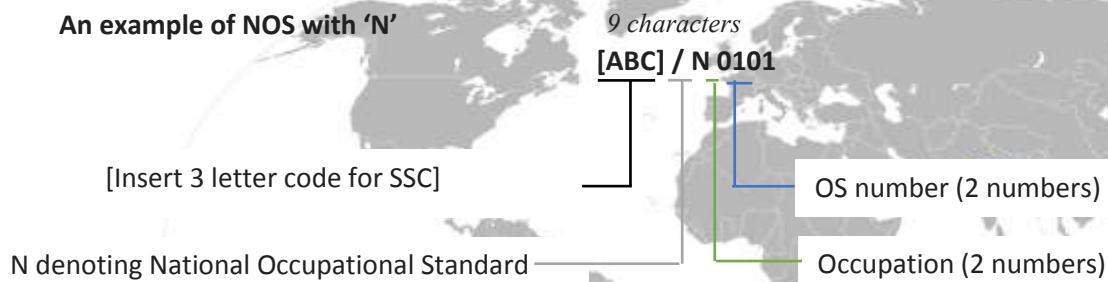 An example of NOS with ‘N’
9 characters
[ABC] / N 0101
[Insert 3 letter code for SSC]
OS number (2 numbers)
N denoting National Occupational Standard
Occupation (2 numbers)